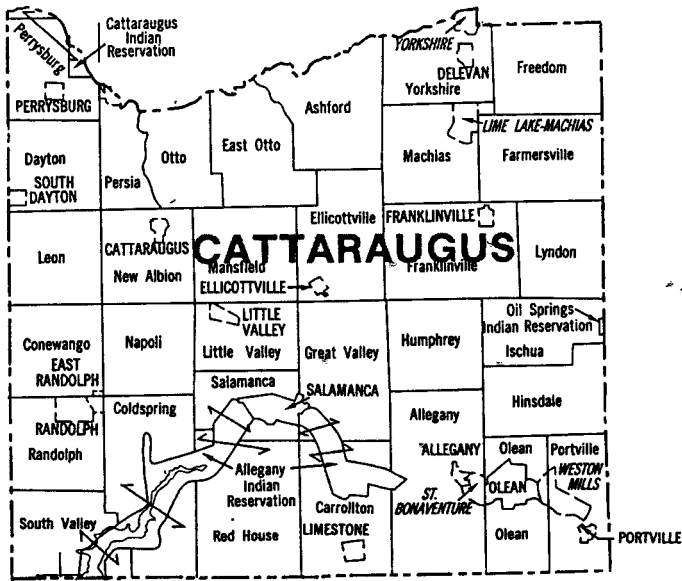 Cattaraugus
Indian
Reservation
Perrysburg
PERRYSBURG
YORKSHIRE
DELEVAN
Yorkshire
Freedom
Ashford
LIME LAKE-MACHIAS
Machias
Farmersville
Dayton
SOUTH
DAYTON
Persia
Otto
East Otto
Leon
CATTARAUGUS
New Albion
Ellicottville
FRANKLINVILLE
CATTARAUGUS
Mansfield
ELLICOTTVILLE
Franklinville
Lyndon
Conewango
EAST
RANDOLPH
Napoli
LITTLE
VALLEY
Little Valley
Great Valley
Humphrey
Oil Springs
Indian Reservation
Ischua
Salamanca
SALAMANCA
Coldspring
RANDOLPH
Randolph
Allegany
Hinsdale
Allegany
Indian
Reservation
ALLEGANY
Olean
Portville
WESTON
MILLS
OLEAN
ST.
BONAVENTURE
South Valley
Red House
Carrollton
LIMESTONE
Olean
PORTVILLE